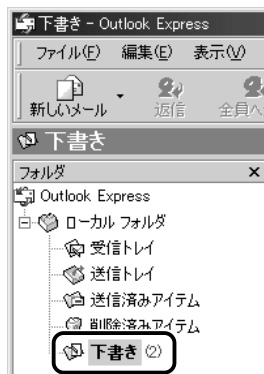 下書き - Outlook Express
ファイル(F) 編集(E) 表示(V)
新しいメール 返信 全員へ
下書き
フォルダ ×
Outlook Express
ローカル フォルダ
受信トレイ
送信トレイ
送信済みアイテム
削除済みアイテム
下書き (2)